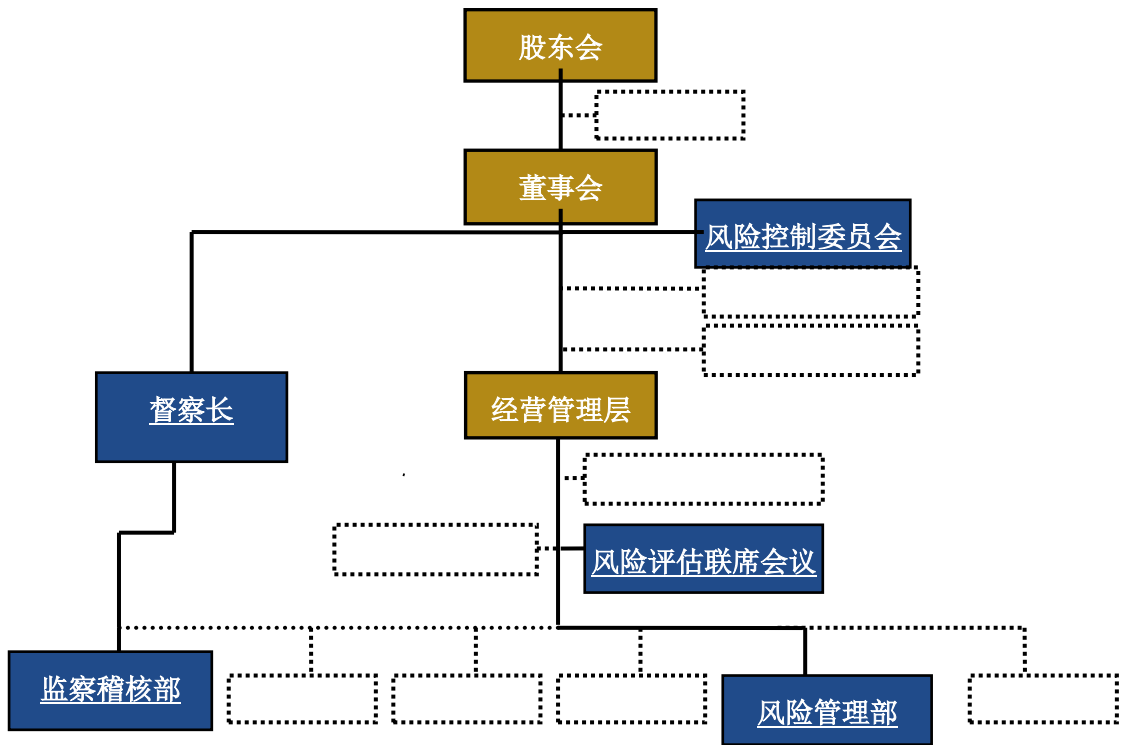 股东会
董事会
风险控制委员会
督察长
经营管理层
风险评估联席会议
监察稽核部
风险管理部